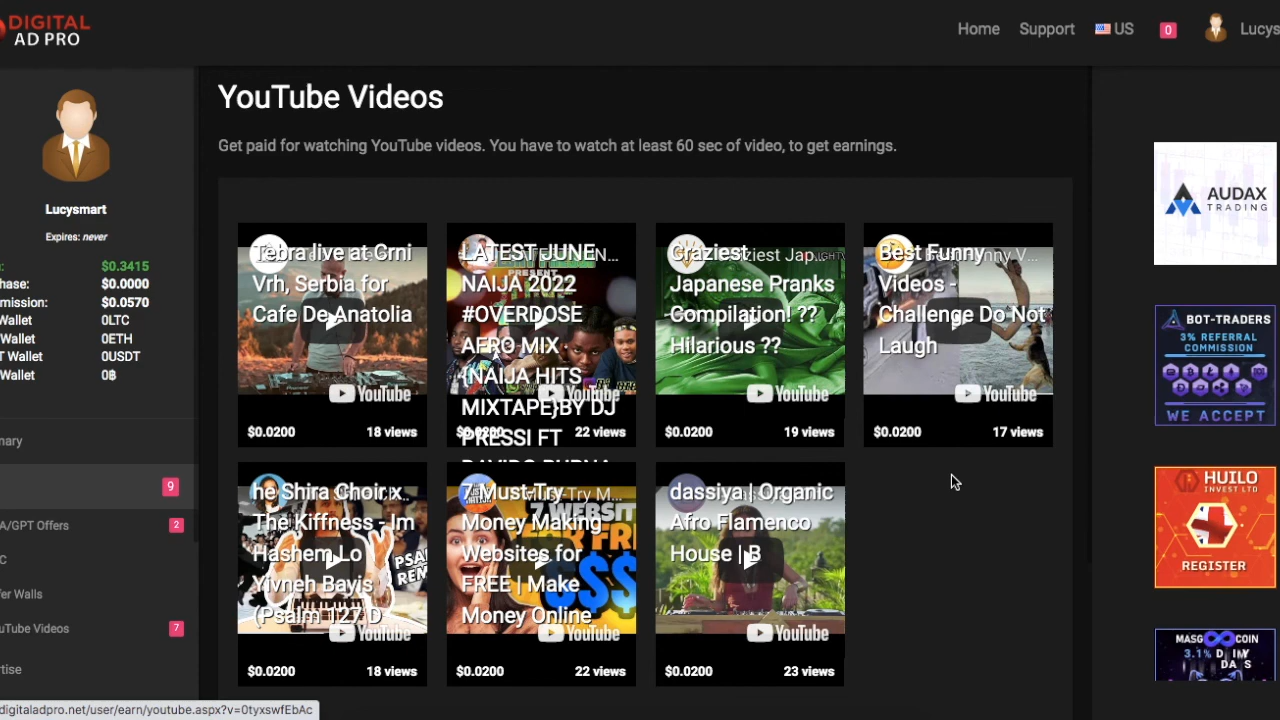 DIGITAL
AD PRO
Home
Support
US
0
Lucys
Lucysmart
Expires: never
$0.3415
hase:
$0.0000
mission:
$0.0570
Wallet
0LTC
Wallet
0ETH
T Wallet
0USDT
Wallet
0฿
mary
9
A/GPT Offers
2
C
fer Walls
uTube Videos
7
rtise
YouTube Videos
Get paid for watching YouTube videos. You have to watch at least 60 sec of video, to get earnings.
Tebra live at Grni
Vrh, Serbia for
Cafe De Anatolia
YouTube
$0.0200
18 views
LATEST JUNE
NAIJA 2022
PRESENT
#OVERDOSE
AFRO MIX
{NAIJA HITS
MIXTAPE}BY DJ
PRESSI FT
YouTube
$0.0200
22 views
Craziest
Japanese Pranks
Compilation! ??
Hilarious ??
YouTube
$0.0200
19 views
Best Funny
Videos -
Challenge Do Not
Laugh
YouTube
$0.0200
17 views
he Shira Choir x
The Kiffness - Im
Hashem Lo
Yivneh Bayis
(Psalm 127:D
YouTube
$0.0200
18 views
7 Must-Try
Money Making
Websites for
FREE | Make
Money Online
YouTube
$0.0200
22 views
dassiya | Organic
Afro Flamenco
House | B
YouTube
$0.0200
23 views
AUDAX
TRADING
BOT-TRADERS
3% REFERRAL
COMMISSION
WE ACCEPT
HUILO
INVEST LTD
REGISTER
MASG
COIN
3.1%
digitaladpro.net/user/earn/youtube.aspx?v=0tyxswfEbAc